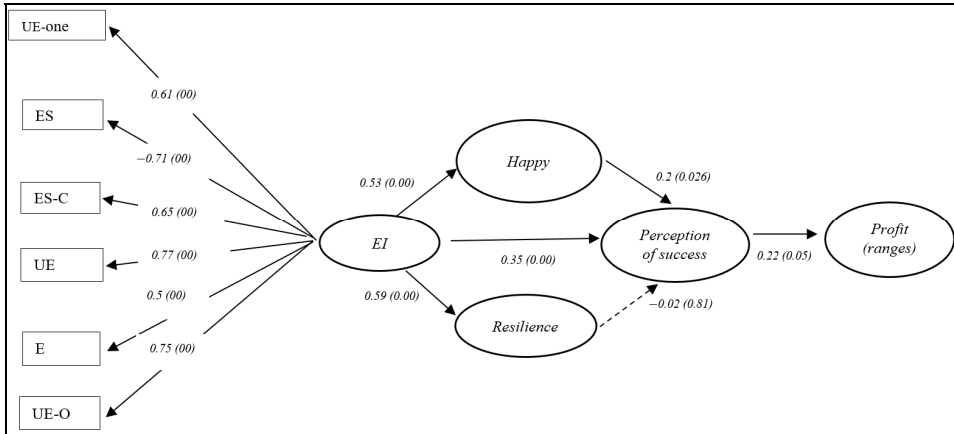 UE-one
0.61 (00)
ES
−0.71 (00)
ES-C
0.65 (00)
UE
0.77 (00)
0.5 (00)
E
0.75 (00)
UE-O
EI
0.53 (0.00)
0.35 (0.00)
0.59 (0.00)
Happy
Resilience
0.2 (0.026)
−0.02 (0.81)
Perception
of success
0.22 (0.05)
Profit
(ranges)